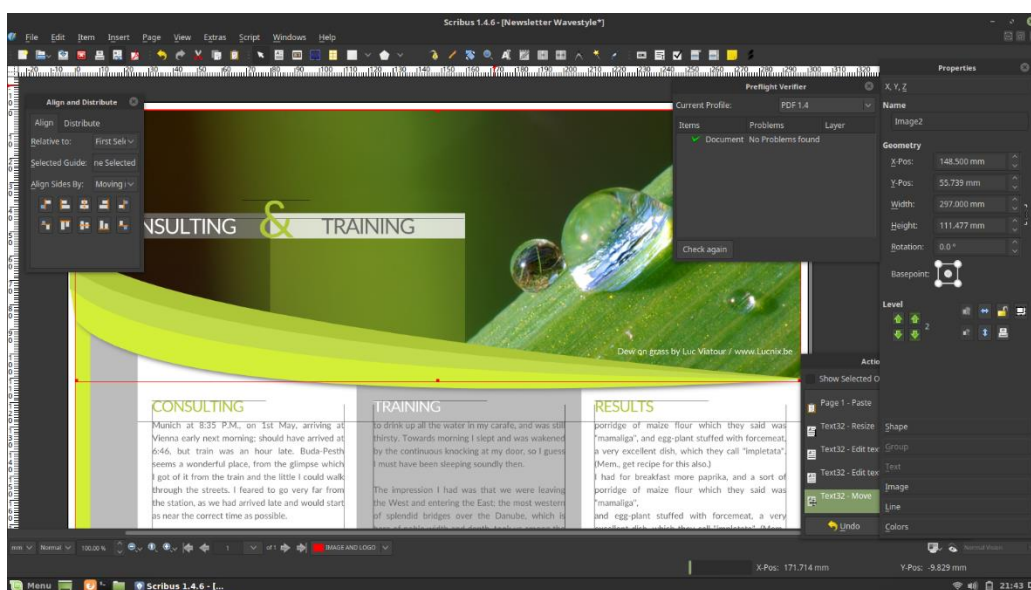 Scribus 1.4.6 - [Newsletter Wavestyle*]
File Edit Item Insert Page View Extras Script Windows Help
Align and Distribute
Align Distribute
Relative to: First Sel
Selected Guide: ne Selected
Align Sides By: Moving
NSULTING & TRAINING
Dew on grass by Luc Viatour / www.Lucnix.be
CONSULTING
Munich at 8:35 P.M., on 1st May, arriving at
Vienna early next morning; should have arrived at
6:46, but train was an hour late. Buda-Pesth
seems a wonderful place, from the glimpse which
I got of it from the train and the little I could walk
through the streets. I feared to go very far from
the station, as we had arrived late and would start
as near the correct time as possible.
TRAINING
to drink up all the water in my carafe, and was still
thirsty. Towards morning I slept and was wakened
by the continuous knocking at my door, so I guess
I must have been sleeping soundly then.
The impression I had was that we were leaving
the West and entering the East; the most western
of splendid bridges over the Danube, which is
RESULTS
porridge of maize flour which they said was
"mamaliga", and egg-plant stuffed with forcemeat,
a very excellent dish, which they call "impletata".
(Mem., get recipe for this also.)
I had for breakfast more paprika, and a sort of
porridge of maize flour which they said was
"mamaliga",
and egg-plant stuffed with forcemeat, a very
Preflight Verifier
Current Profile: PDF 1.4
Items Problems Layer
Document No Problems found
Check again
Properties
X, Y, Z
Name
Image2
Geometry
X-Pos: 148.500 mm
Y-Pos: 55.739 mm
Width: 297.000 mm
Height: 111.477 mm
Rotation: 0.0 °
Basepoint:
Level
2
Shape
Group
Text
Image
Line
Colors
Actio
Show Selected O
Page 1 - Paste
Text32 - Resize
Text32 - Edit tex
Text32 - Edit tex
Text32 - Move
Undo
mm Normal 100.00 % 1 of 1 IMAGE AND LOGO Normal Vision
X-Pos: 171.714 mm Y-Pos: -9.829 mm
Menu Scribus 1.4.6 - [... 21:43